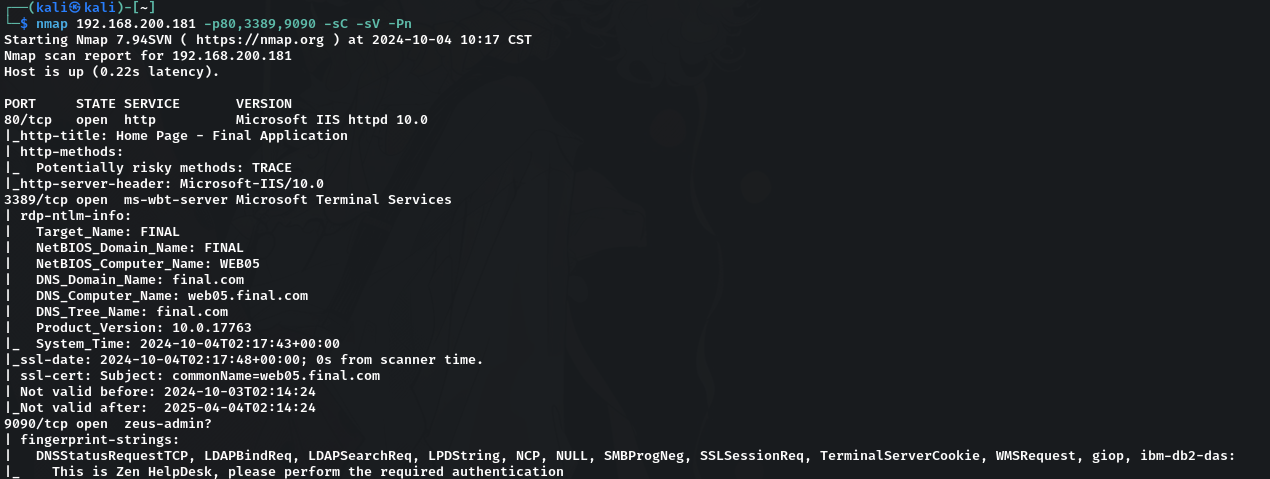 ┌──(kali㉿kali)-[~]
└─$ nmap 192.168.200.181 -p80,3389,9090 -sC -sV -Pn
Starting Nmap 7.94SVN ( https://nmap.org ) at 2024-10-04 10:17 CST
Nmap scan report for 192.168.200.181
Host is up (0.22s latency).

PORT     STATE SERVICE       VERSION
80/tcp   open  http          Microsoft IIS httpd 10.0
|_http-title: Home Page - Final Application
| http-methods:
|_  Potentially risky methods: TRACE
|_http-server-header: Microsoft-IIS/10.0
3389/tcp open  ms-wbt-server Microsoft Terminal Services
| rdp-ntlm-info:
|   Target_Name: FINAL
|   NetBIOS_Domain_Name: FINAL
|   NetBIOS_Computer_Name: WEB05
|   DNS_Domain_Name: final.com
|   DNS_Computer_Name: web05.final.com
|   DNS_Tree_Name: final.com
|   Product_Version: 10.0.17763
|_  System_Time: 2024-10-04T02:17:43+00:00
|_ssl-date: 2024-10-04T02:17:48+00:00; 0s from scanner time.
| ssl-cert: Subject: commonName=web05.final.com
| Not valid before: 2024-10-03T02:14:24
|_Not valid after:  2025-04-04T02:14:24
9090/tcp open  zeus-admin?
| fingerprint-strings:
|   DNSStatusRequestTCP, LDAPBindReq, LDAPSearchReq, LPDString, NCP, NULL, SMBProgNeg, SSLSessionReq, TerminalServerCookie, WMSRequest, giop, ibm-db2-das:
|_    This is Zen HelpDesk, please perform the required authentication